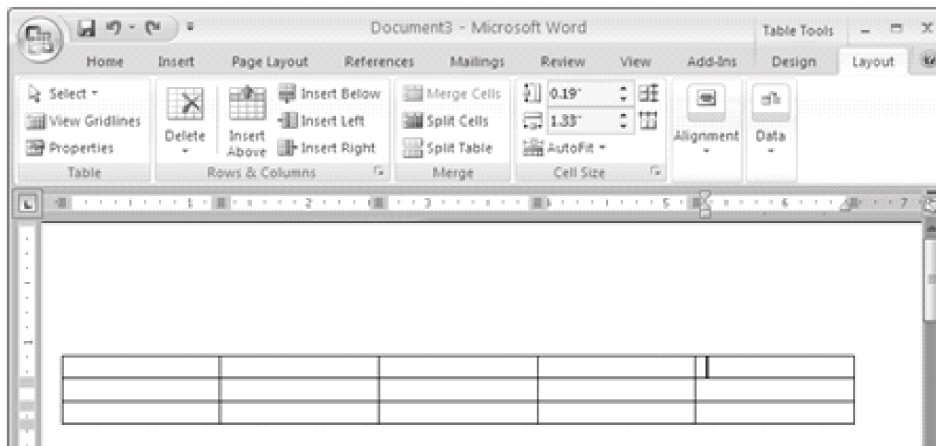 Document3 - Microsoft Word Table Tools
Home Insert Page Layout References Mailings Review View Add-Ins Design Layout
Select Delete Insert Above Insert Below Merge Cells 0.19" Alignment Data
View Gridlines Insert Left Split Cells 1.33"
Properties Insert Right Split Table AutoFit
Table Rows & Columns Merge Cell Size
1 2 3 5 6 7
1